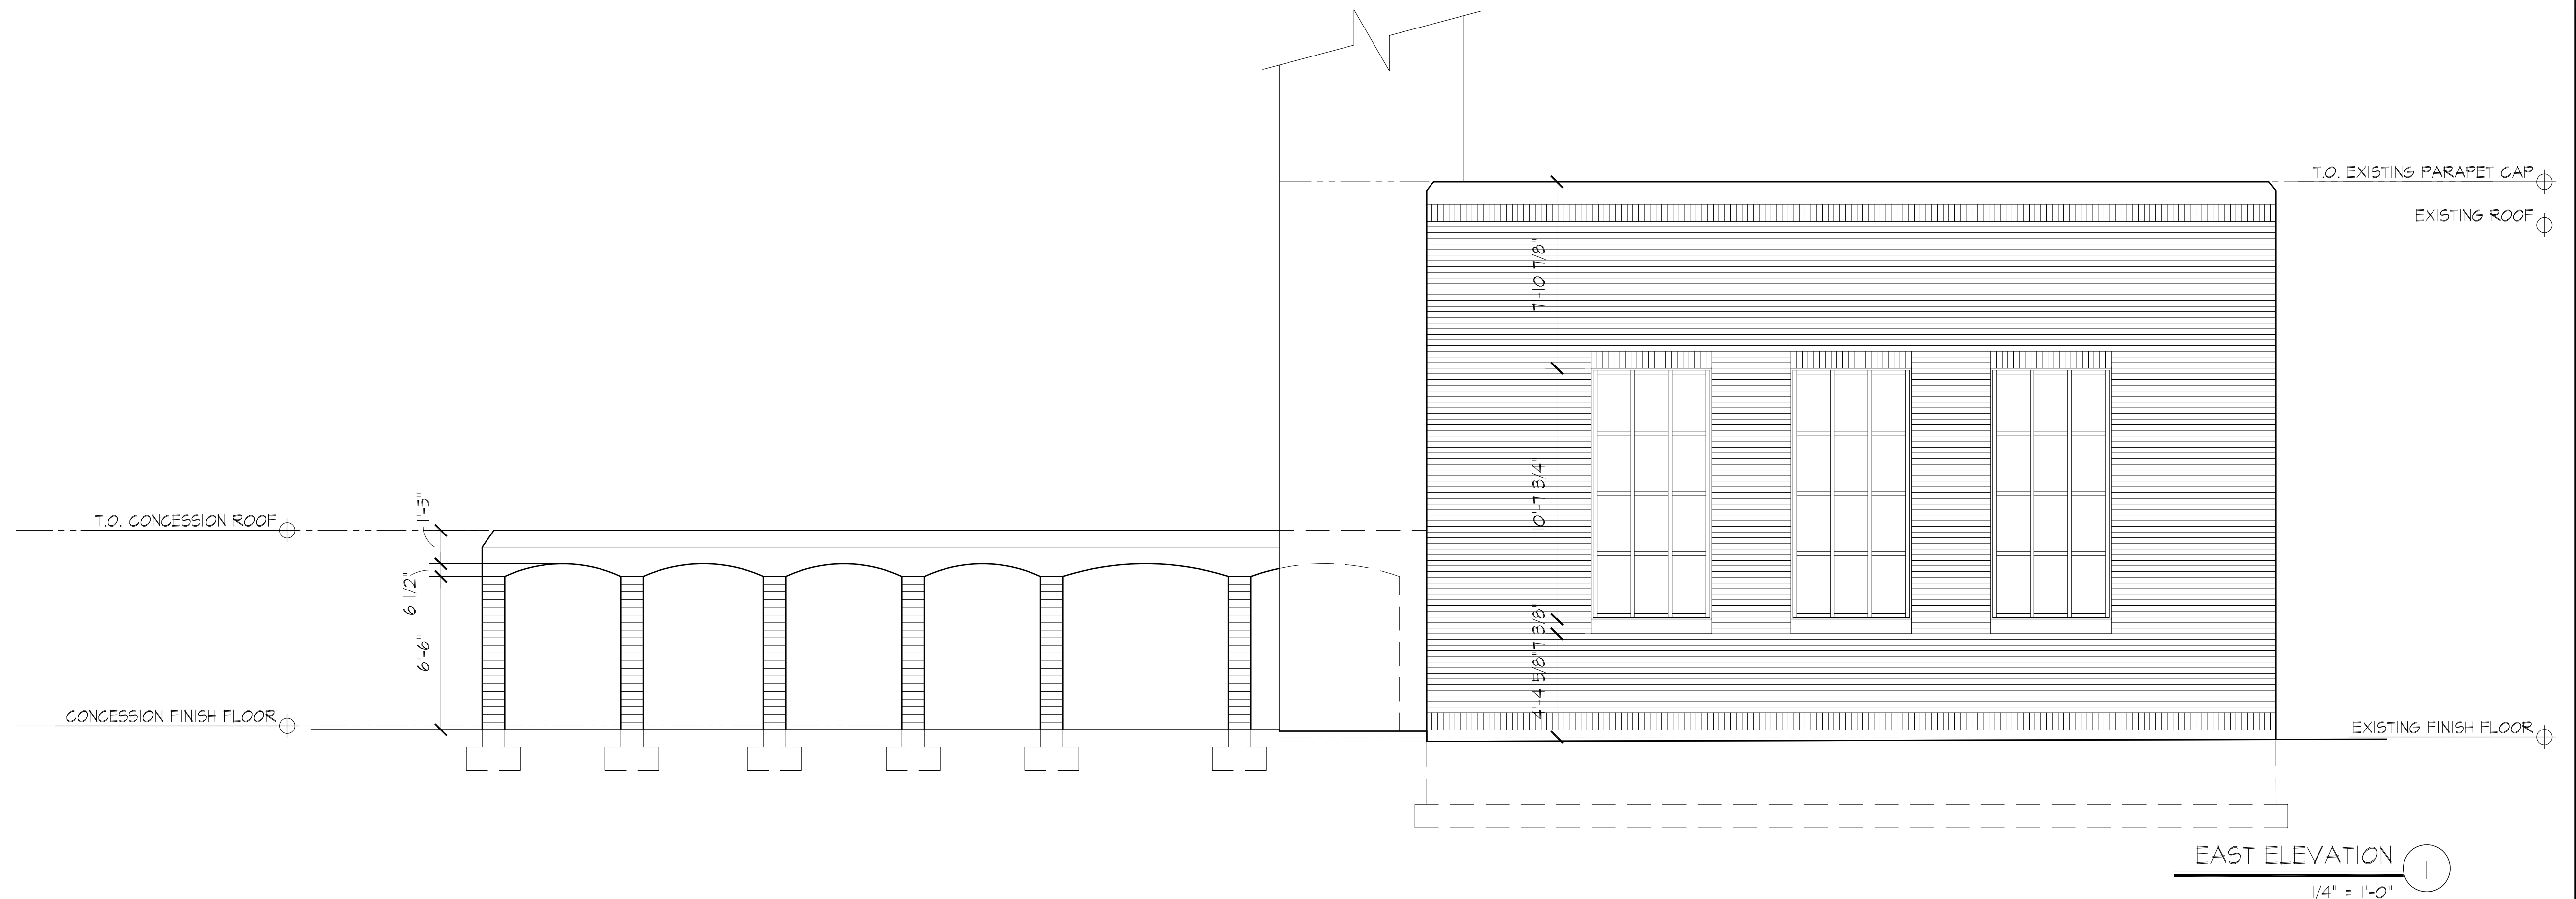 T.O. EXISTING PARAPET CAP
EXISTING ROOF
7'-10 7/8"
10'-7 3/4"
7 3/8"
4'-4 5/8"
T.O. CONCESSION ROOF
1'-5"
6 1/2"
6'-6"
CONCESSION FINISH FLOOR
EXISTING FINISH FLOOR
EAST ELEVATION
1
1/4" = 1'-0"